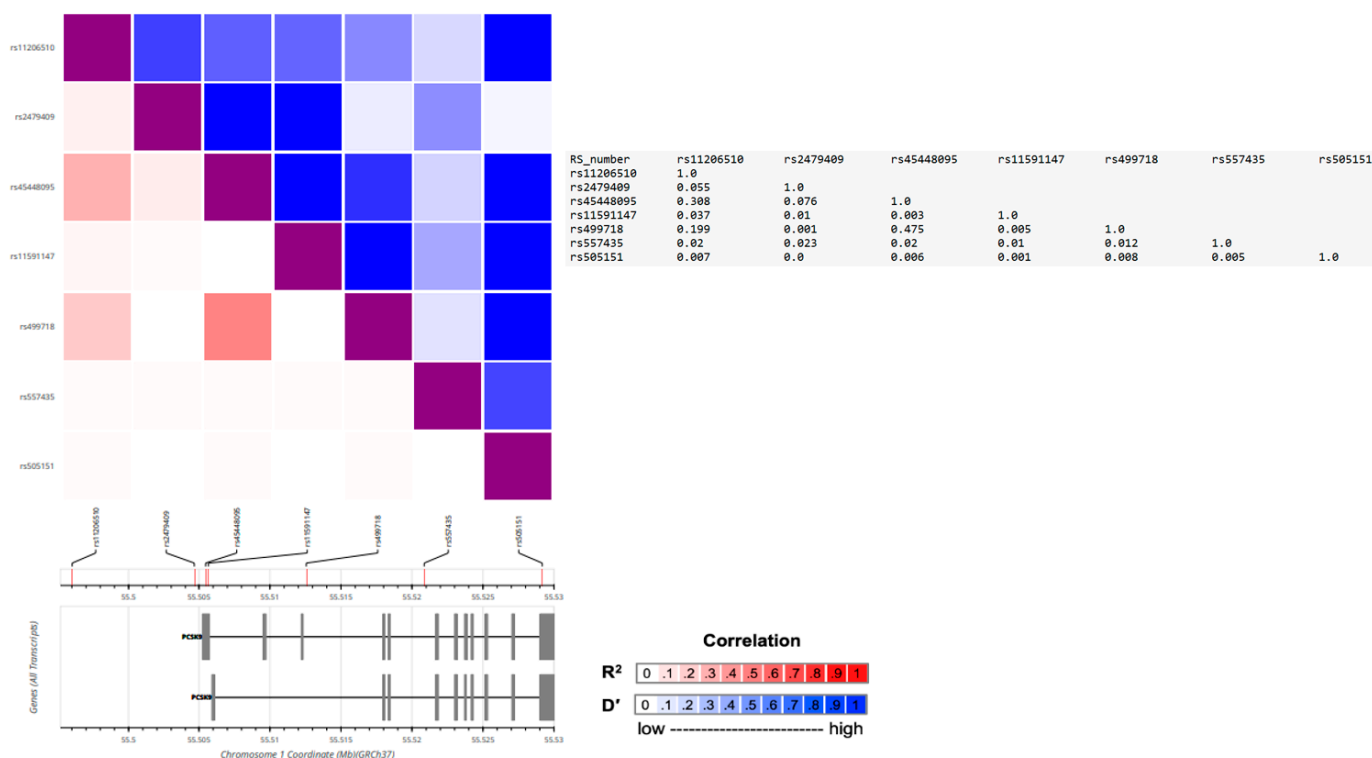 rs11206510
rs2479409
rs45448095
rs11591147
rs499718
rs557435
rs505151
RS_number rs11206510 rs2479409 rs45448095 rs11591147 rs499718 rs557435 rs505151
rs11206510 1.0
rs2479409 0.055 1.0
rs45448095 0.308 0.076 1.0
rs11591147 0.037 0.01 0.003 1.0
rs499718 0.199 0.001 0.475 0.005 1.0
rs557435 0.02 0.023 0.02 0.01 0.012 1.0
rs505151 0.007 0.0 0.006 0.001 0.008 0.005 1.0
rs11206510 rs2479409 rs45448095 rs11591147 rs499718 rs557435 rs505151
55.5 55.505 55.51 55.515 55.52 55.525 55.53
Genes (All Transcripts)
PCSK9
PCSK9
55.5 55.505 55.51 55.515 55.52 55.525 55.53
Chromosome 1 Coordinate (Mb)(GRCh37)
Correlation
R² 0 .1 .2 .3 .4 .5 .6 .7 .8 .9 1
D′ 0 .1 .2 .3 .4 .5 .6 .7 .8 .9 1
low ----------------------- high